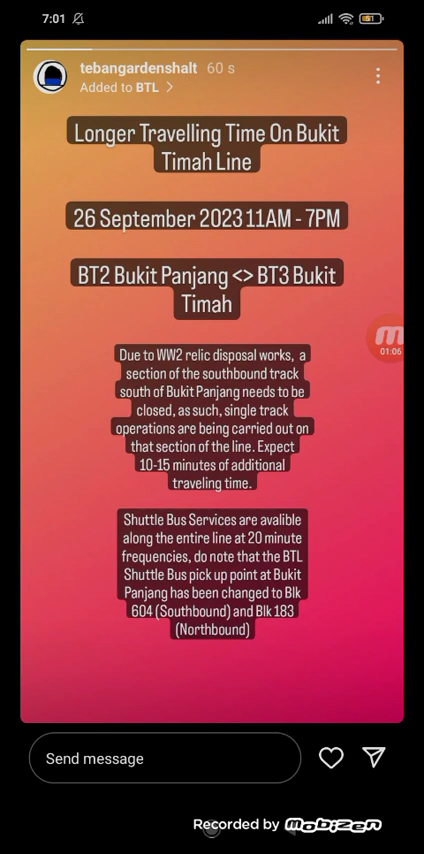 7:01
51
tebangardenshalt 60 s
Added to BTL >
Longer Travelling Time On Bukit
Timah Line
26 September 2023 11AM - 7PM
BT2 Bukit Panjang <> BT3 Bukit
Timah
01:06
Due to WW2 relic disposal works, a
section of the southbound track
south of Bukit Panjang needs to be
closed, as such, single track
operations are being carried out on
that section of the line. Expect
10-15 minutes of additional
traveling time.
Shuttle Bus Services are avalible
along the entire line at 20 minute
frequencies, do note that the BTL
Shuttle Bus pick up point at Bukit
Panjang has been changed to Blk
604 (Southbound) and Blk 183
(Northbound)
Send message
Recorded by mobizen